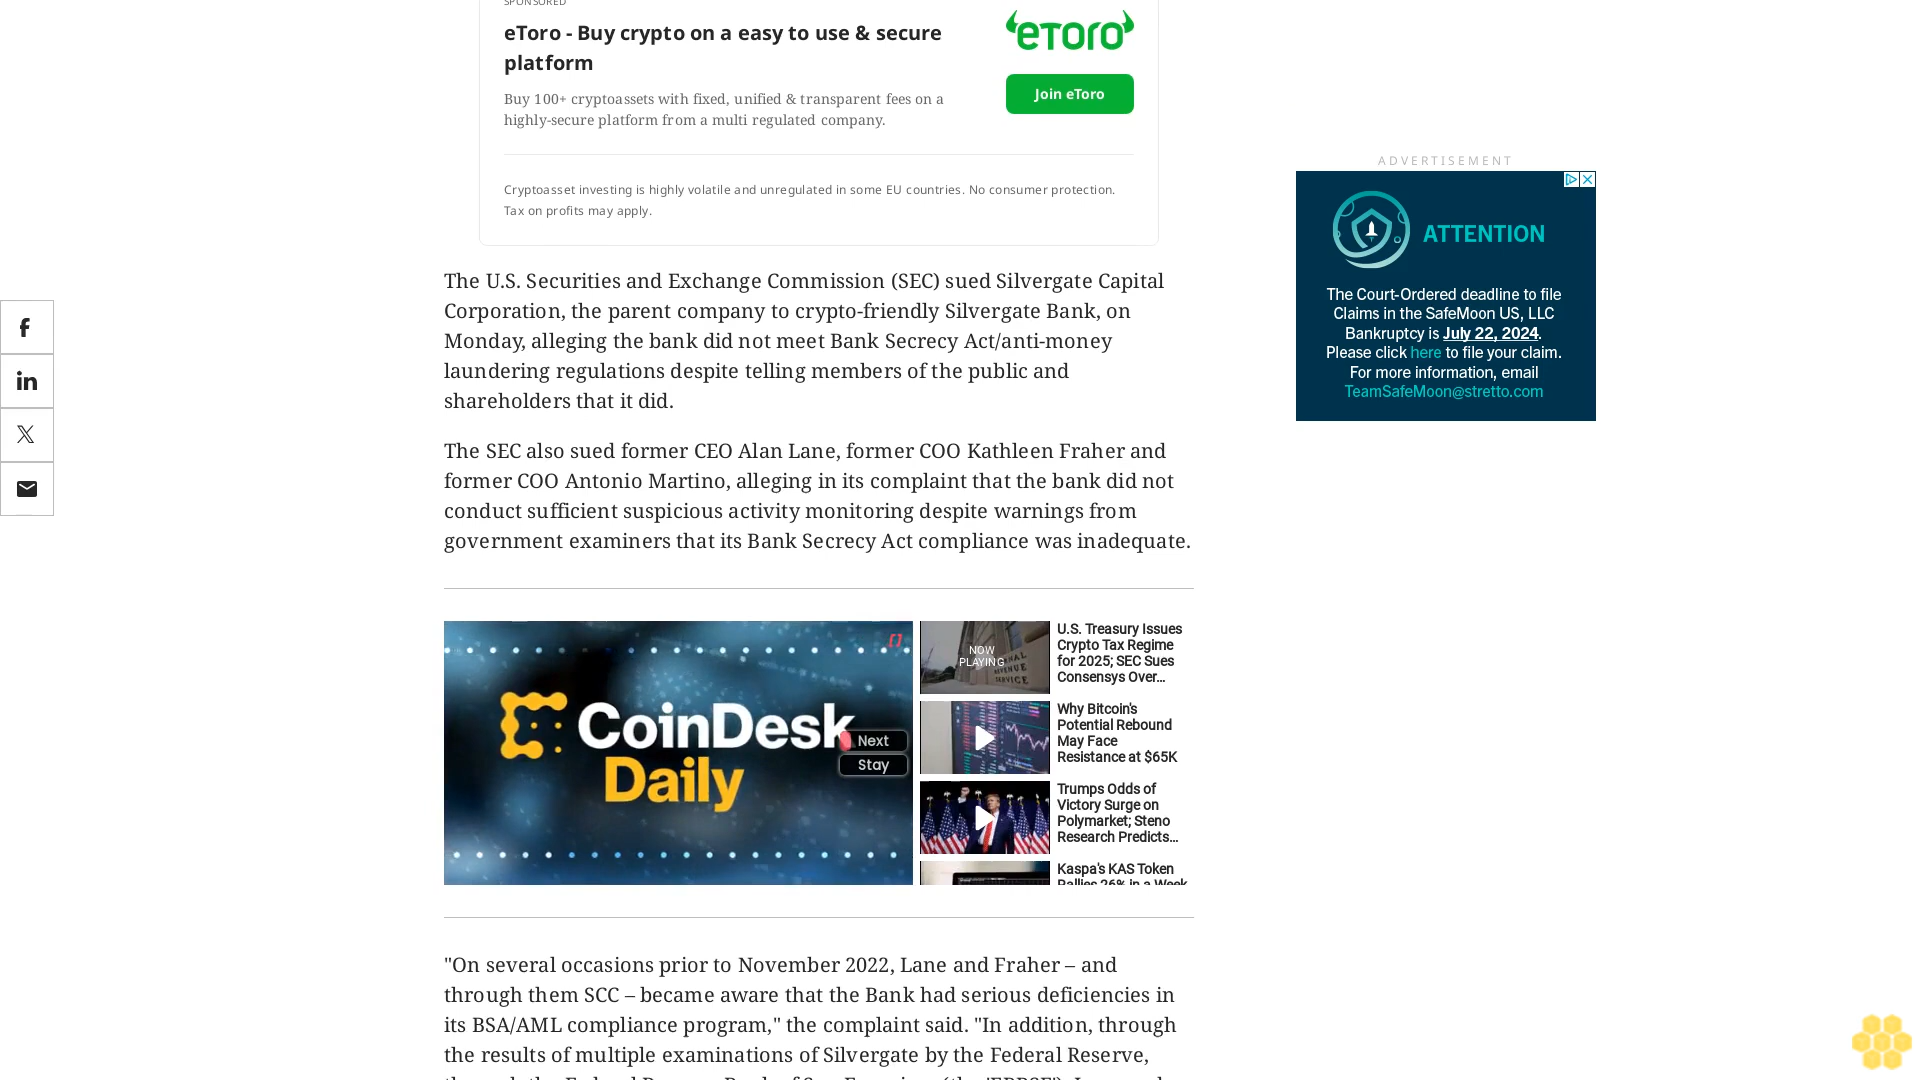 SPONSORED
eToro - Buy crypto on a easy to use & secure
platform
Buy 100+ cryptoassets with fixed, unified & transparent fees on a
highly-secure platform from a multi regulated company.
eToro
Join eToro
Cryptoasset investing is highly volatile and unregulated in some EU countries. No consumer protection.
Tax on profits may apply.
The U.S. Securities and Exchange Commission (SEC) sued Silvergate Capital
Corporation, the parent company to crypto-friendly Silvergate Bank, on
Monday, alleging the bank did not meet Bank Secrecy Act/anti-money
laundering regulations despite telling members of the public and
shareholders that it did.
The SEC also sued former CEO Alan Lane, former COO Kathleen Fraher and
former COO Antonio Martino, alleging in its complaint that the bank did not
conduct sufficient suspicious activity monitoring despite warnings from
government examiners that its Bank Secrecy Act compliance was inadequate.
CoinDesk
Daily
Next
Stay
NOW
PLAYING
U.S. Treasury Issues
Crypto Tax Regime
for 2025; SEC Sues
Consensys Over...
Why Bitcoin's
Potential Rebound
May Face
Resistance at $65K
Trumps Odds of
Victory Surge on
Polymarket; Steno
Research Predicts...
Kaspa's KAS Token
Rallies 26% in a Week
"On several occasions prior to November 2022, Lane and Fraher – and
through them SCC – became aware that the Bank had serious deficiencies in
its BSA/AML compliance program," the complaint said. "In addition, through
the results of multiple examinations of Silvergate by the Federal Reserve,
ADVERTISEMENT
ATTENTION
The Court-Ordered deadline to file
Claims in the SafeMoon US, LLC
Bankruptcy is July 22, 2024.
Please click here to file your claim.
For more information, email
TeamSafeMoon@stretto.com